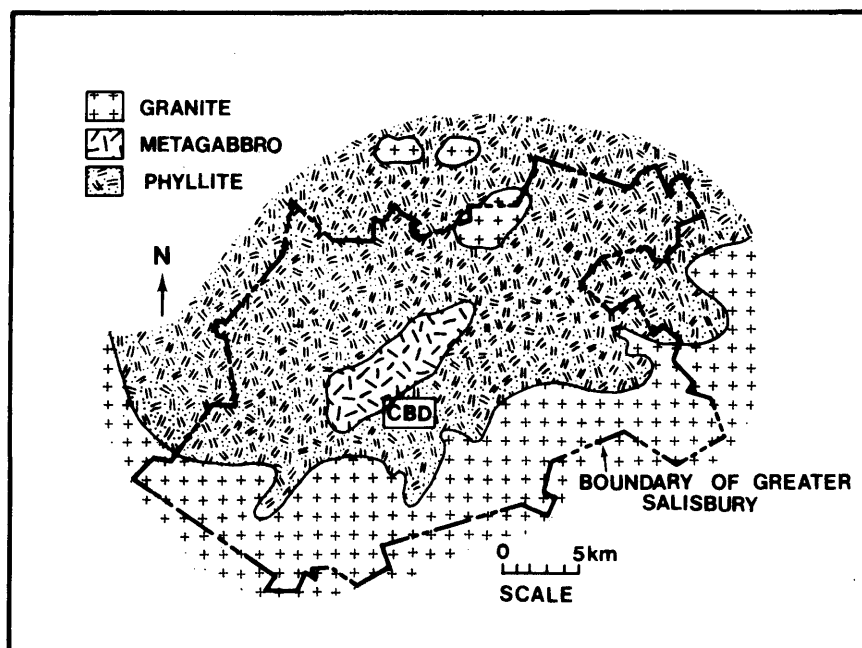 GRANITE
METAGABBRO
PHYLLITE
N
CBD
BOUNDARY OF GREATER
SALISBURY
0 5km
SCALE